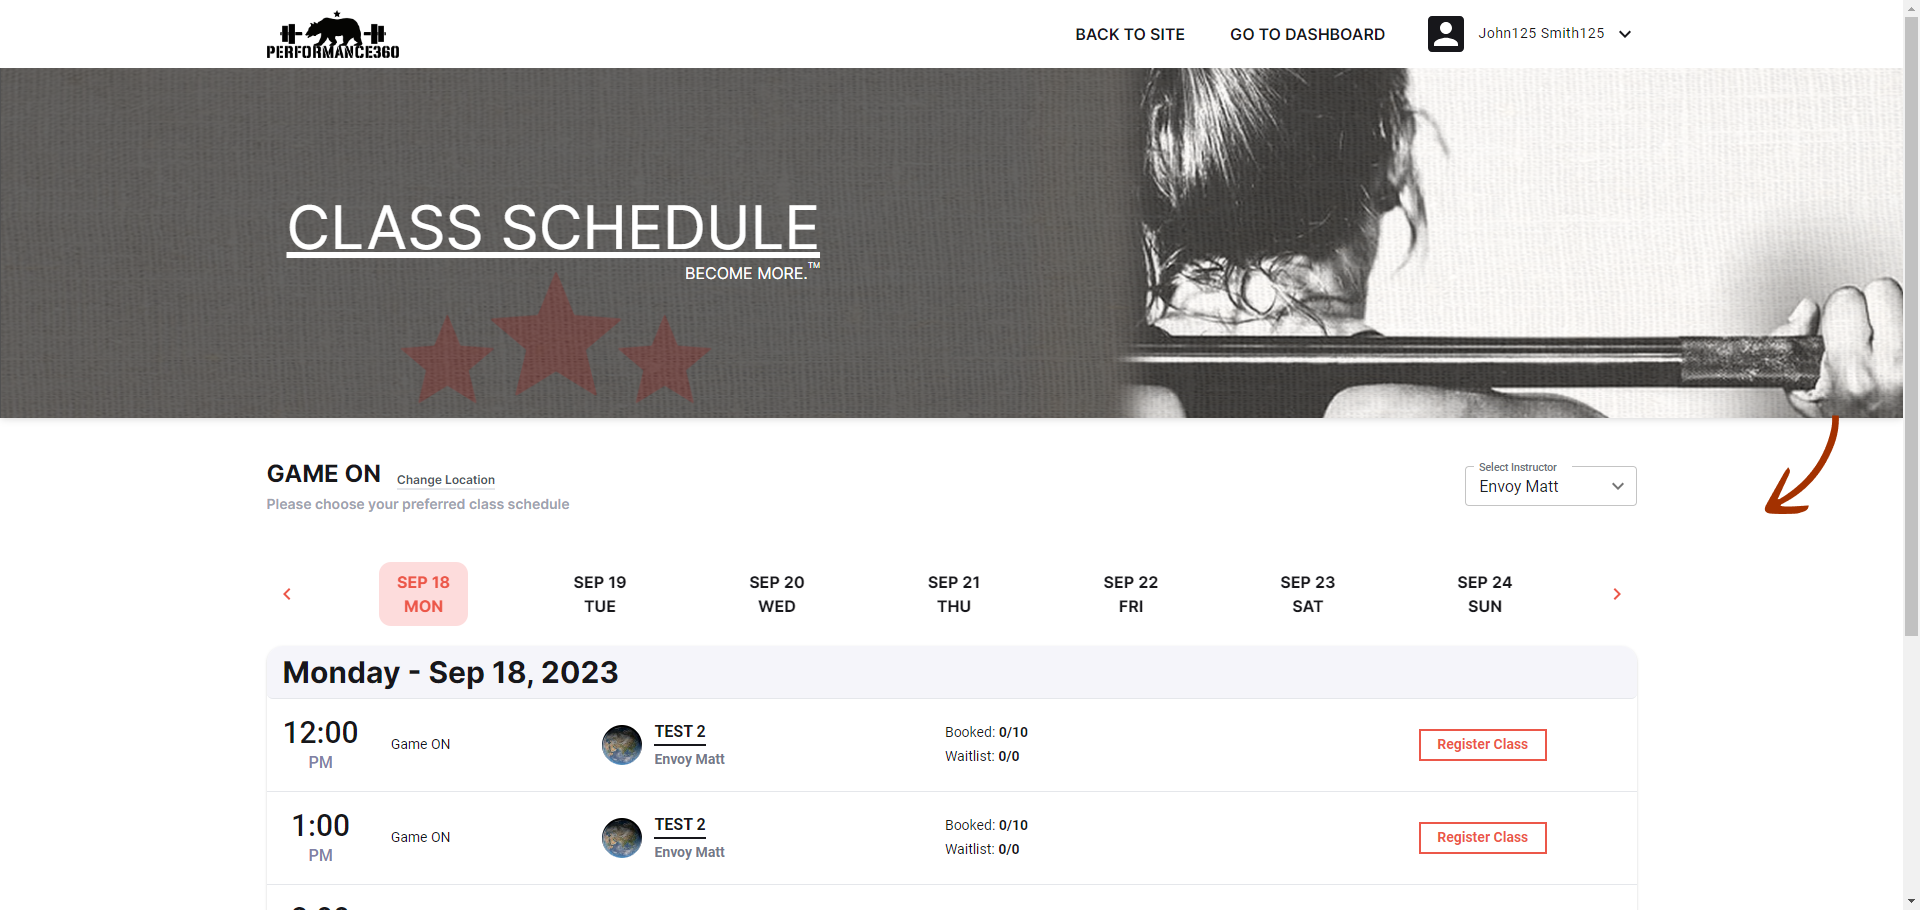 PERFORMANCE360
BACK TO SITE
GO TO DASHBOARD
John125 Smith125
CLASS SCHEDULE
BECOME MORE.™
GAME ON
Change Location
Please choose your preferred class schedule
Select Instructor
Envoy Matt
SEP 18
MON
SEP 19
TUE
SEP 20
WED
SEP 21
THU
SEP 22
FRI
SEP 23
SAT
SEP 24
SUN
Monday - Sep 18, 2023
12:00
PM
Game ON
TEST 2
Envoy Matt
Booked: 0/10
Waitlist: 0/0
Register Class
1:00
PM
Game ON
TEST 2
Envoy Matt
Booked: 0/10
Waitlist: 0/0
Register Class